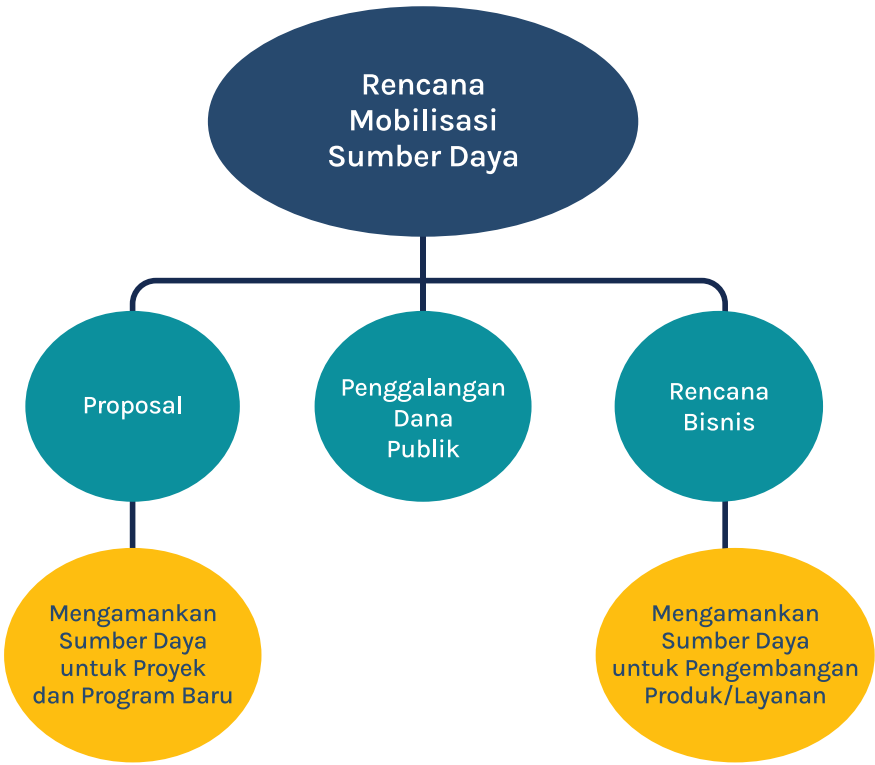 Rencana
Mobilisasi
Sumber Daya
Proposal
Penggalangan
Dana
Publik
Rencana
Bisnis
Mengamankan
Sumber Daya
untuk Proyek
dan Program Baru
Mengamankan
Sumber Daya
untuk Pengembangan
Produk/Layanan